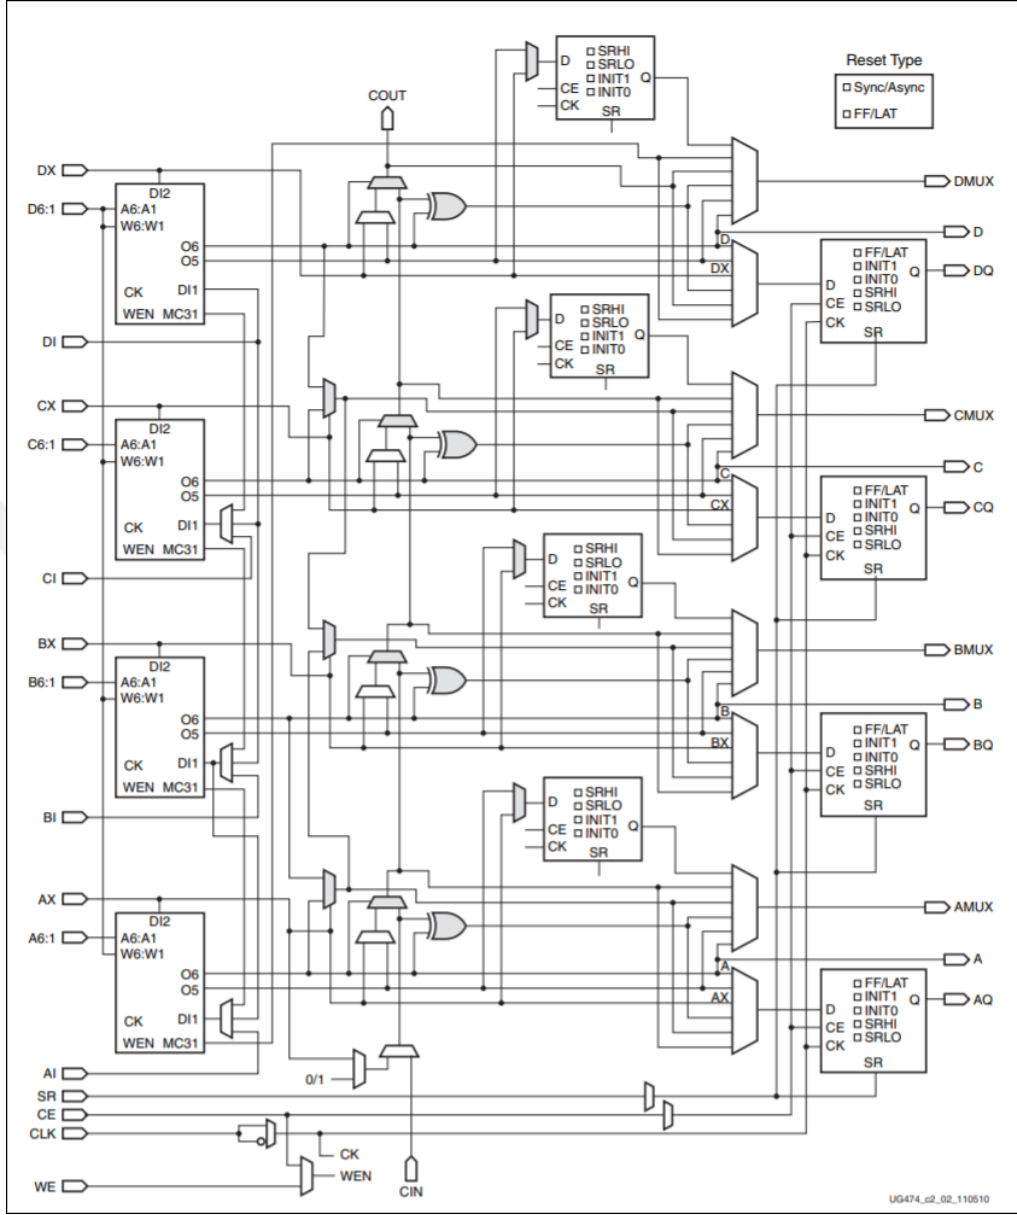 SRHI
D SRLO Q
INIT1
CE INIT0
CK
SR
Reset Type
Sync/Async
FF/LAT
COUT
DX
DI2
D6:1 A6:A1
W6:W1
O6
O5
CK DI1
WEN MC31
DMUX
D D
DX
FF/LAT
INIT1 Q DQ
D INIT0
CE SRHI
SRLO
CK
SR
DI
SRHI
D SRLO Q
INIT1
CE INIT0
CK
SR
CX
DI2
C6:1 A6:A1
W6:W1
O6
O5
CK DI1
WEN MC31
CMUX
C C
CX
FF/LAT
INIT1 Q CQ
D INIT0
CE SRHI
SRLO
CK
SR
CI
SRHI
D SRLO Q
INIT1
CE INIT0
CK
SR
BX
DI2
B6:1 A6:A1
W6:W1
O6
O5
CK DI1
WEN MC31
BMUX
B B
BX
FF/LAT
INIT1 Q BQ
D INIT0
CE SRHI
SRLO
CK
SR
BI
SRHI
D SRLO Q
INIT1
CE INIT0
CK
SR
AX
DI2
A6:1 A6:A1
W6:W1
O6
O5
CK DI1
WEN MC31
AMUX
A A
AX
FF/LAT
INIT1 Q AQ
D INIT0
CE SRHI
SRLO
CK
SR
AI
0/1
SR
CE
CLK
CK
WEN
WE
CIN
UG474_c2_02_110510